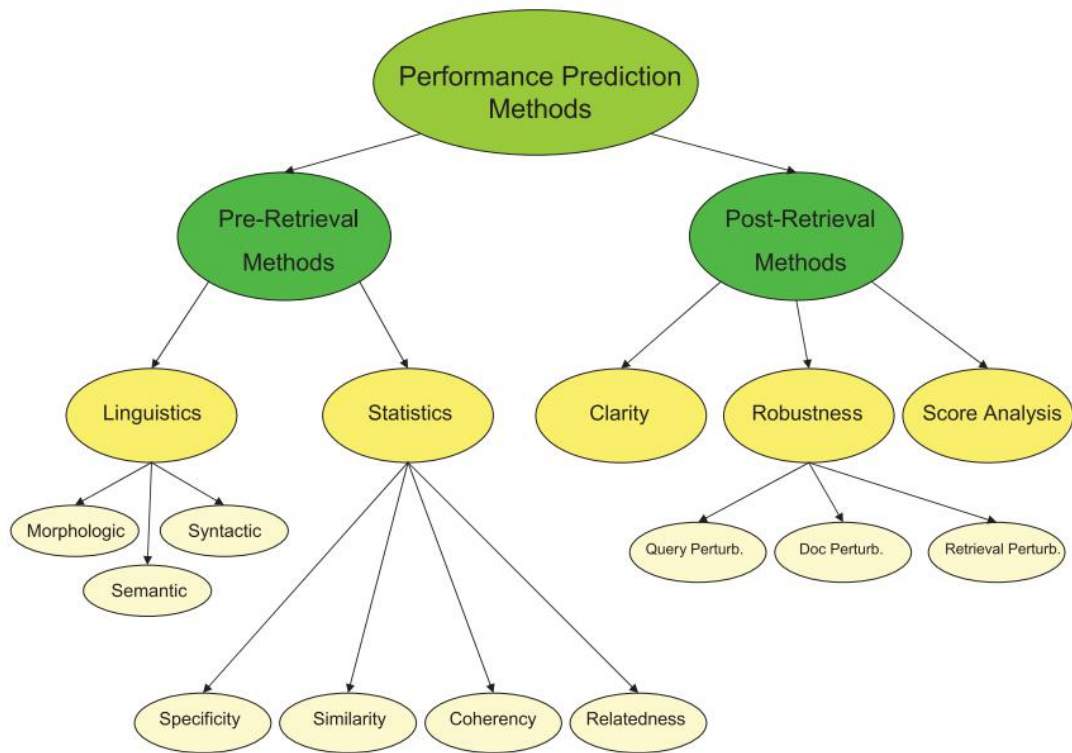 Performance Prediction
Methods
Pre-Retrieval
Methods
Post-Retrieval
Methods
Linguistics
Statistics
Clarity
Robustness
Score Analysis
Morphologic
Syntactic
Semantic
Query Perturb.
Doc Perturb.
Retrieval Perturb.
Specificity
Similarity
Coherency
Relatedness